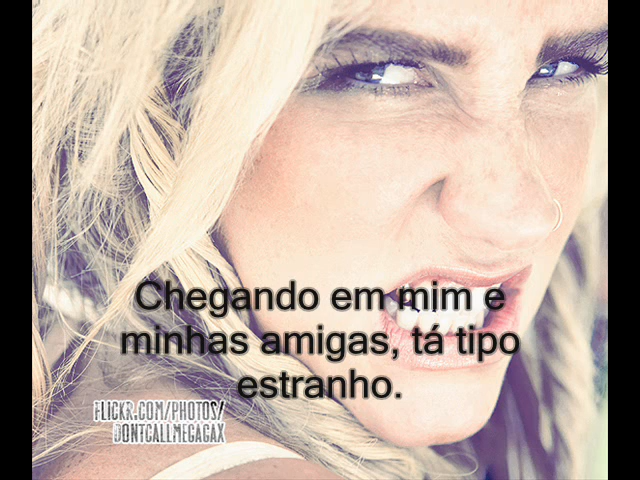 Chegando em mim e
minhas amigas, tá tipo
estranho.
FLICKR.COM/PHOTOS/
DONTCALLMEGAGAX